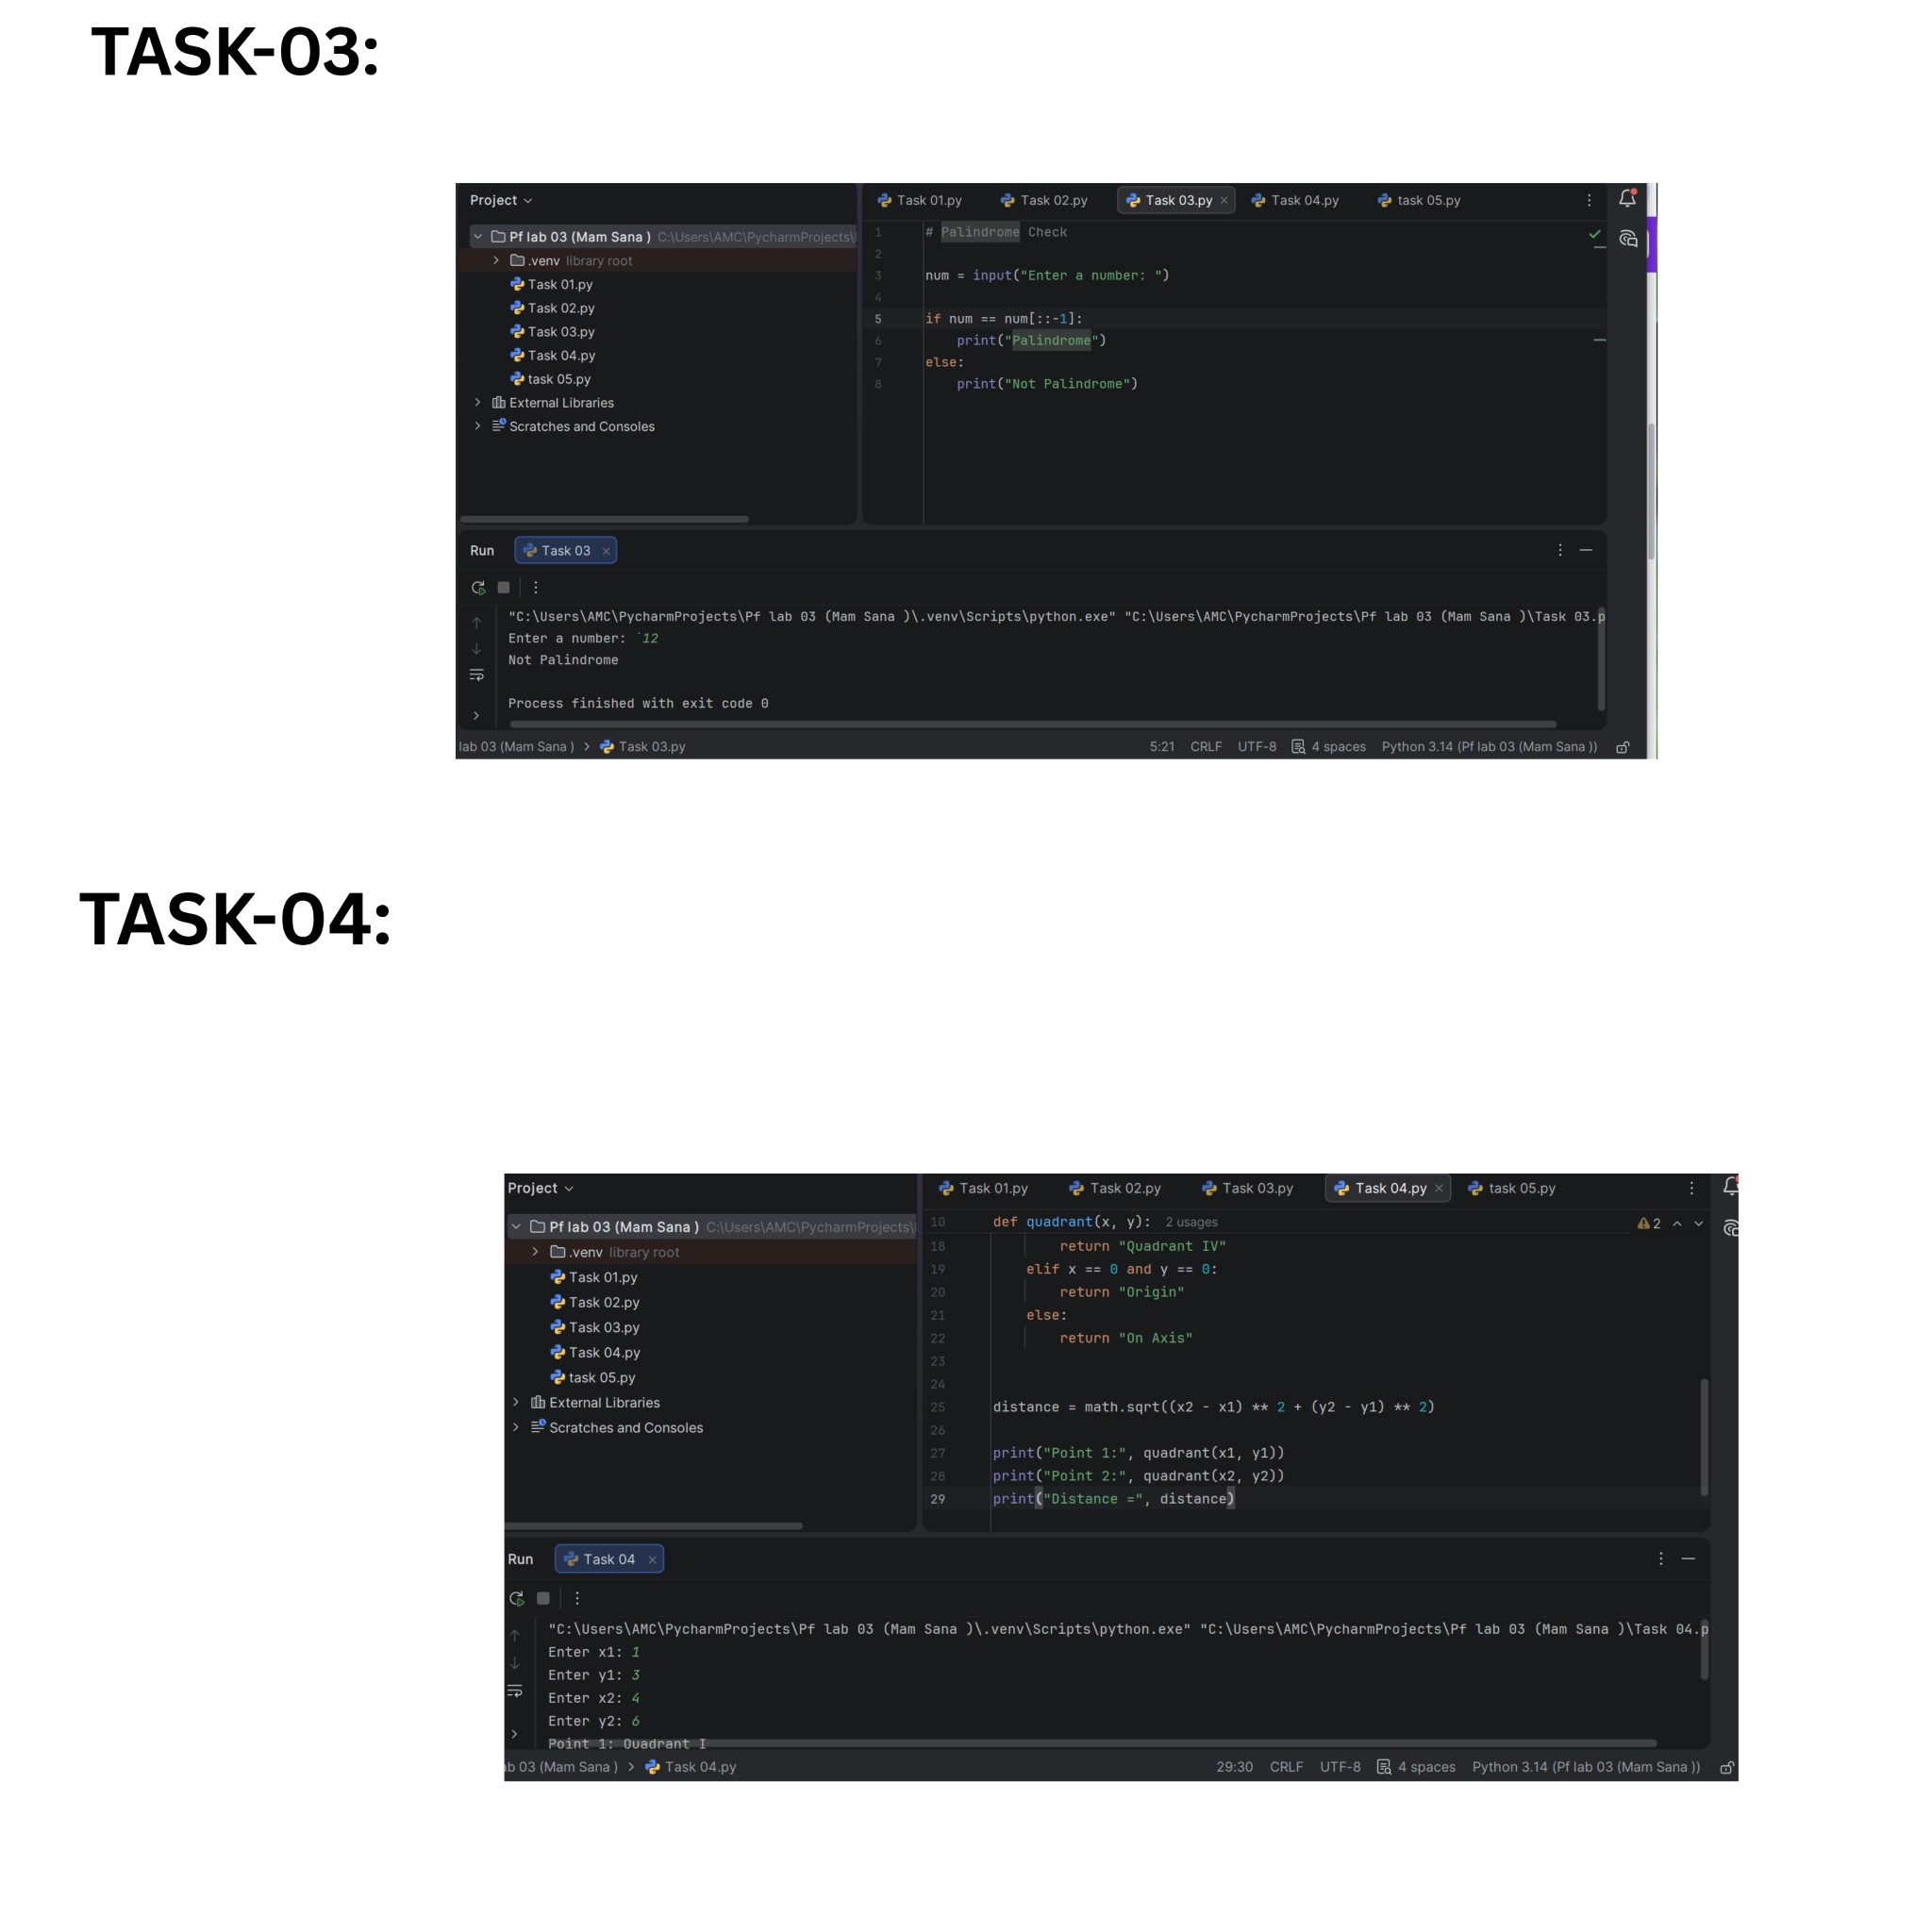 TASK-03:
Project
Pf lab 03 (Mam Sana ) C:\Users\AMC\PycharmProjects\
.venv library root
Task 01.py
Task 02.py
Task 03.py
Task 04.py
task 05.py
External Libraries
Scratches and Consoles
Task 01.py Task 02.py Task 03.py × Task 04.py task 05.py
1 # Palindrome Check
2
3 num = input("Enter a number: ")
4
5 if num == num[::-1]:
6 print("Palindrome")
7 else:
8 print("Not Palindrome")
Run Task 03 ×
"C:\Users\AMC\PycharmProjects\Pf lab 03 (Mam Sana )\.venv\Scripts\python.exe" "C:\Users\AMC\PycharmProjects\Pf lab 03 (Mam Sana )\Task 03.p
Enter a number: `12
Not Palindrome
Process finished with exit code 0
lab 03 (Mam Sana ) > Task 03.py 5:21 CRLF UTF-8 4 spaces Python 3.14 (Pf lab 03 (Mam Sana ))
TASK-04:
Project
Pf lab 03 (Mam Sana ) C:\Users\AMC\PycharmProjects\
.venv library root
Task 01.py
Task 02.py
Task 03.py
Task 04.py
task 05.py
External Libraries
Scratches and Consoles
Task 01.py Task 02.py Task 03.py Task 04.py × task 05.py
10 def quadrant(x, y): 2 usages 2
18 return "Quadrant IV"
19 elif x == 0 and y == 0:
20 return "Origin"
21 else:
22 return "On Axis"
23
24
25 distance = math.sqrt((x2 - x1) ** 2 + (y2 - y1) ** 2)
26
27 print("Point 1:", quadrant(x1, y1))
28 print("Point 2:", quadrant(x2, y2))
29 print("Distance =", distance)
Run Task 04 ×
"C:\Users\AMC\PycharmProjects\Pf lab 03 (Mam Sana )\.venv\Scripts\python.exe" "C:\Users\AMC\PycharmProjects\Pf lab 03 (Mam Sana )\Task 04.p
Enter x1: 1
Enter y1: 3
Enter x2: 4
Enter y2: 6
Point 1: Quadrant I
ab 03 (Mam Sana ) > Task 04.py 29:30 CRLF UTF-8 4 spaces Python 3.14 (Pf lab 03 (Mam Sana ))